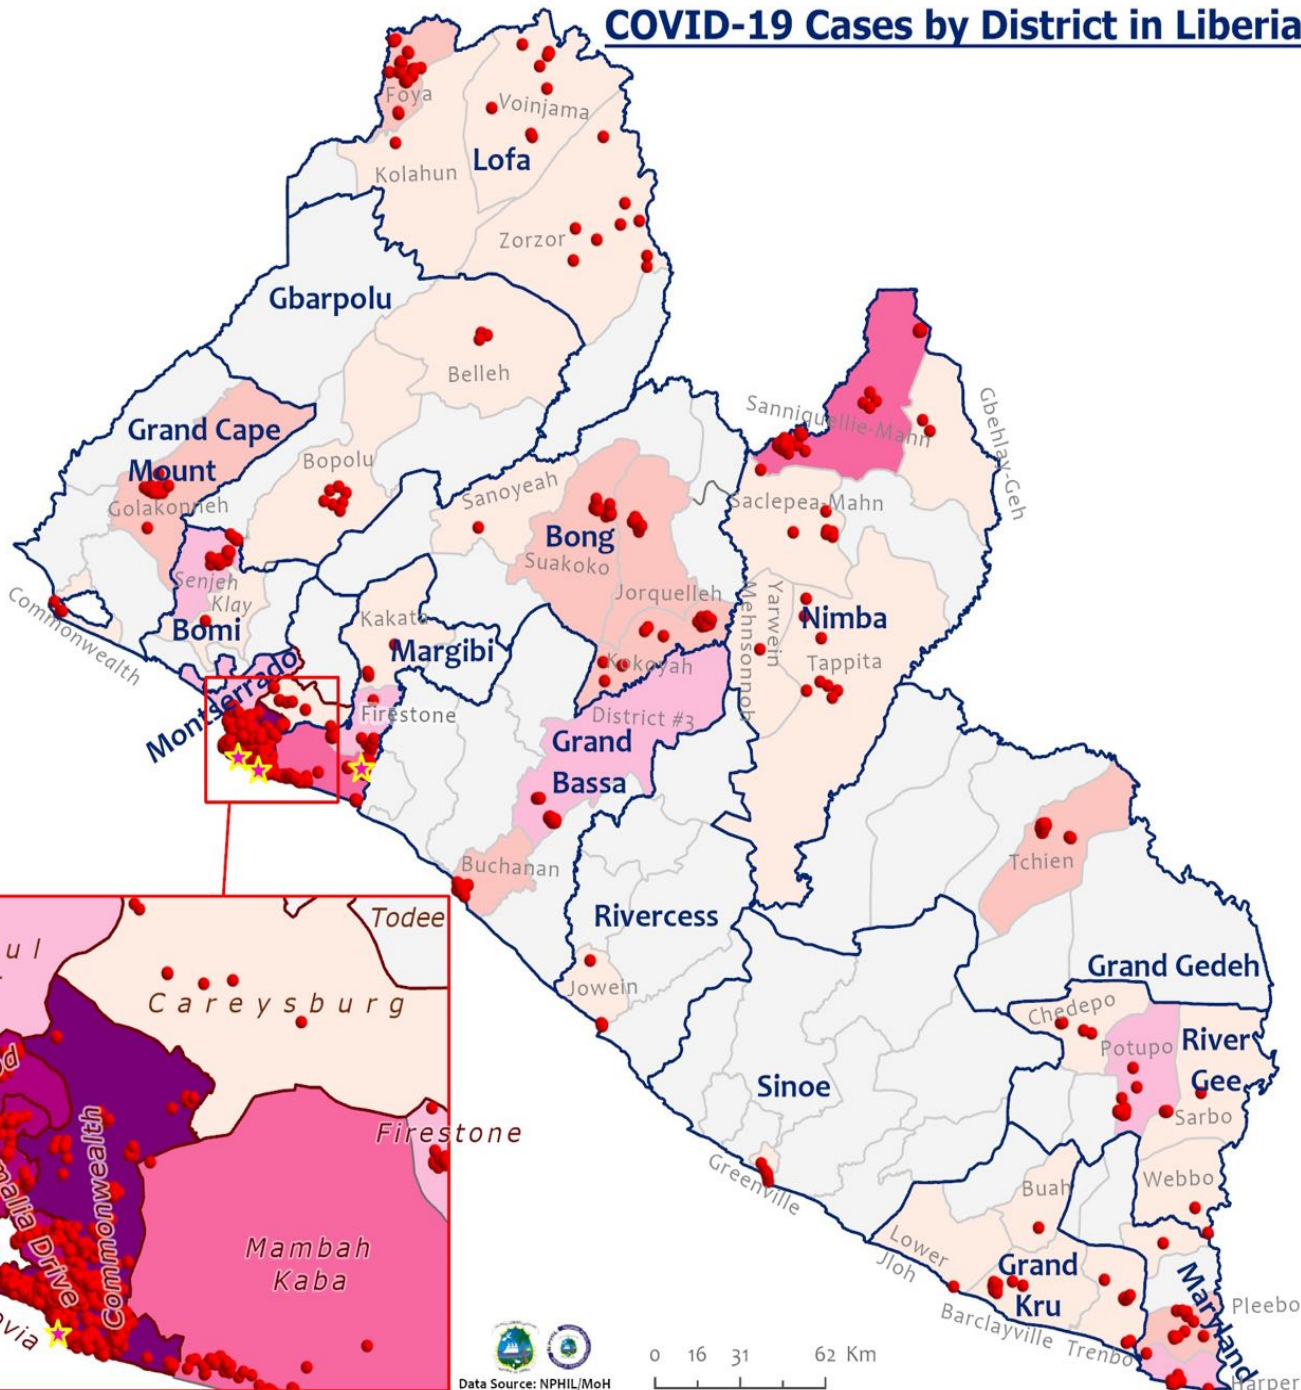 COVID-19 Cases by District in Liberia
Foya
Voinjama
Lofa
Kolahun
Zorzor
Gbarpolu
Belleh
Grand Cape
Mount
Golakonneh
Bopolu
Sanoyeah
Sanniquellie-Mahn
Gbehlay-Geh
Saclepea-Mahn
Bong
Suakoko
Jorquelleh
Senjeh
Klay
Bomi
Commonwealth
Kakata
Margibi
Kokoyah
Mehnsonnoh
Yarwein
Nimba
Tappita
Montserrado
Firestone
District #3
Grand
Bassa
Buchanan
Tchien
Rivercess
Jowein
Grand Gedeh
Chedepo
Potupo
River
Gee
Sarbo
Sinoe
Greenville
Webbo
Buah
Lower
Jloh
Grand
Kru
Barclayville
Trenbo
Maryland
Pleebo
Harper
Todee
Careysburg
Firestone
Commonwealth
Mambah
Kaba
Drive
0 16 31 62 Km
Data Source: NPHIL/MoH